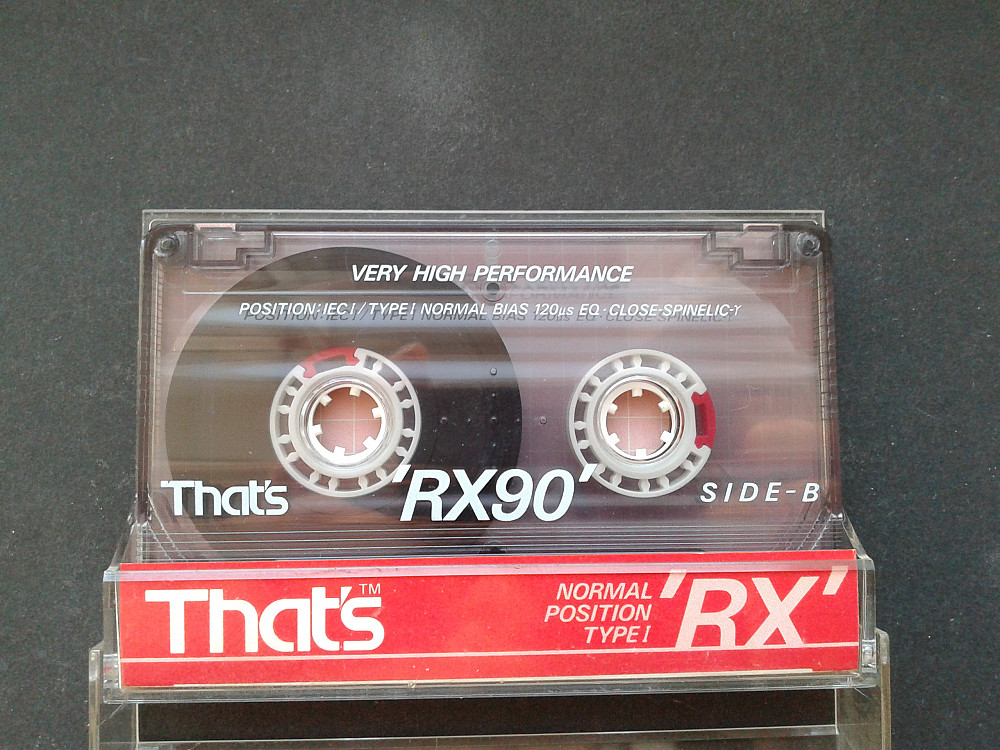 VERY HIGH PERFORMANCE
POSITION:IEC I / TYPE I NORMAL BIAS 120μs EQ·CLOSE-SPINELIC-γ
That's
'RX90'
SIDE-B
That's™
NORMAL
POSITION
TYPE I
'RX'